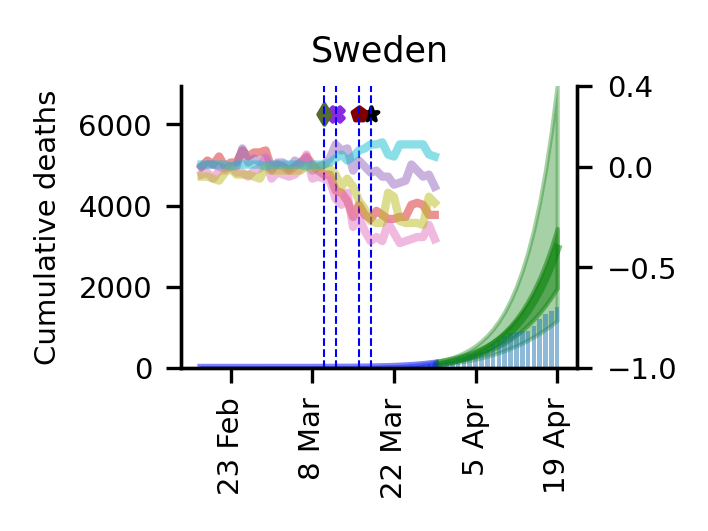 Sweden
Cumulative deaths
6000
4000
2000
0
0.4
0.0
−0.5
−1.0
23 Feb
8 Mar
22 Mar
5 Apr
19 Apr